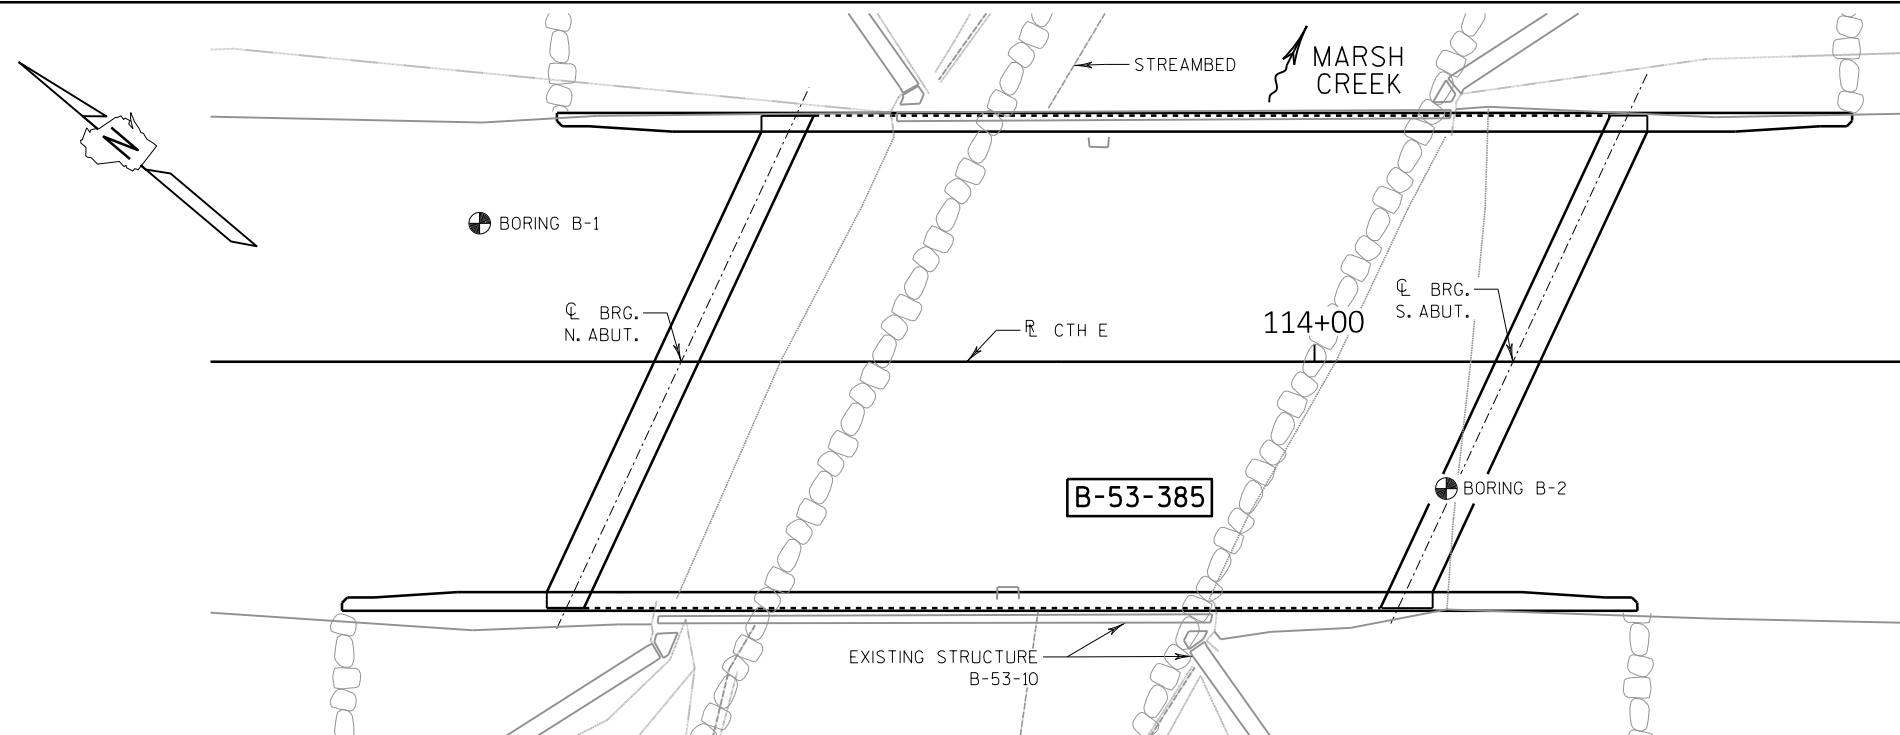 STREAMBED
MARSH
CREEK
N
BORING B-1
℄ BRG.
N. ABUT.
℄ BRG.
S. ABUT.
114+00
RL CTH E
B-53-385
BORING B-2
EXISTING STRUCTURE
B-53-10